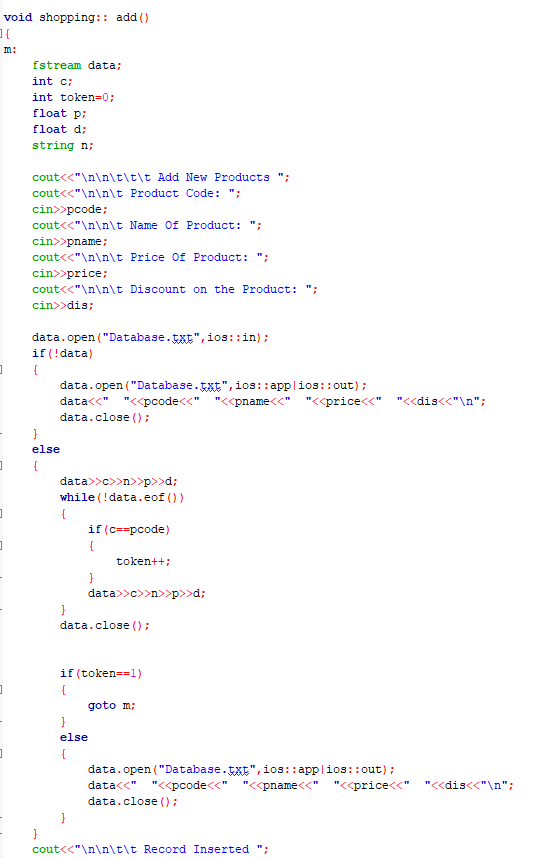 void shopping:: add()
{
m:
    fstream data;
    int c;
    int token=0;
    float p;
    float d;
    string n;
    cout<<"\n\n\t\t\t Add New Products ";
    cout<<"\n\n\t Product Code: ";
    cin>>pcode;
    cout<<"\n\n\t Name Of Product: ";
    cin>>pname;
    cout<<"\n\n\t Price Of Product: ";
    cin>>price;
    cout<<"\n\n\t Discount on the Product: ";
    cin>>dis;
    data.open("Database.txt",ios::in);
    if(!data)
    {
        data.open("Database.txt",ios::app|ios::out);
        data<<"  "<<pcode<<"  "<<pname<<"  "<<price<<"  "<<dis<<"\n";
        data.close();
    }
    else
    {
        data>>c>>n>>p>>d;
        while(!data.eof())
        {
            if(c==pcode)
            {
                token++;
            }
            data>>c>>n>>p>>d;
        }
        data.close();
        if(token==1)
        {
            goto m;
        }
        else
        {
            data.open("Database.txt",ios::app|ios::out);
            data<<"  "<<pcode<<"  "<<pname<<"  "<<price<<"  "<<dis<<"\n";
            data.close();
        }
    }
    cout<<"\n\n\t\t Record Inserted ";